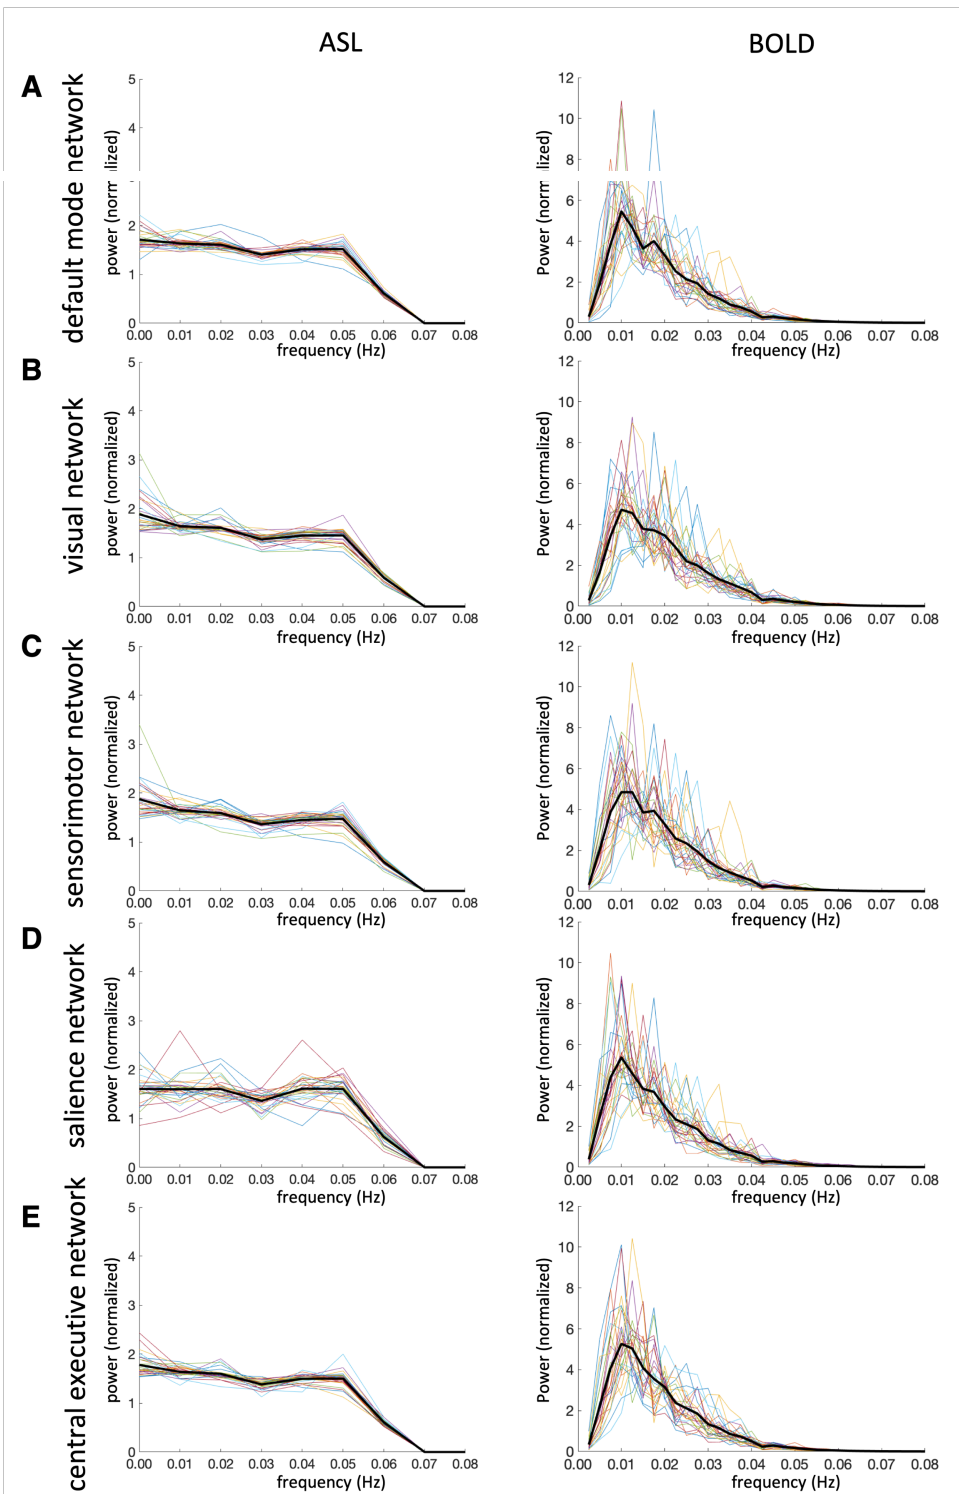 ASL BOLD
A default mode network
power (normalized)
5
4
2
1
0
0.00 0.01 0.02 0.03 0.04 0.05 0.06 0.07 0.08
frequency (Hz)
Power (norm lized)
12
10
8
6
4
2
0
0.00 0.01 0.02 0.03 0.04 0.05 0.06 0.07 0.08
frequency (Hz)
B visual network
power (normalized)
5
4
3
2
1
0
0.00 0.01 0.02 0.03 0.04 0.05 0.06 0.07 0.08
frequency (Hz)
Power (normalized)
12
10
8
6
4
2
0
0.00 0.01 0.02 0.03 0.04 0.05 0.06 0.07 0.08
frequency (Hz)
C sensorimotor network
power (normalized)
5
4
3
2
1
0
0.00 0.01 0.02 0.03 0.04 0.05 0.06 0.07 0.08
frequency (Hz)
Power (normalized)
12
10
8
6
4
2
0
0.00 0.01 0.02 0.03 0.04 0.05 0.06 0.07 0.08
frequency (Hz)
D salience network
power (normalized)
5
4
3
2
1
0
0.00 0.01 0.02 0.03 0.04 0.05 0.06 0.07 0.08
frequency (Hz)
Power (normalized)
12
10
8
6
4
2
0
0.00 0.01 0.02 0.03 0.04 0.05 0.06 0.07 0.08
frequency (Hz)
E central executive network
power (normalized)
5
4
3
2
1
0
0.00 0.01 0.02 0.03 0.04 0.05 0.06 0.07 0.08
frequency (Hz)
Power (normalized)
12
10
8
6
4
2
0
0.00 0.01 0.02 0.03 0.04 0.05 0.06 0.07 0.08
frequency (Hz)